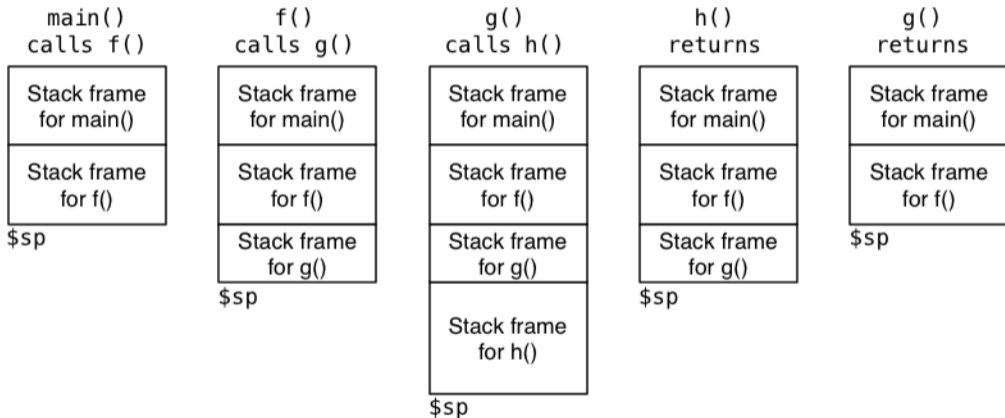 main()
calls f()
Stack frame
for main()
Stack frame
for f()
$sp
f()
calls g()
Stack frame
for main()
Stack frame
for f()
Stack frame
for g()
$sp
g()
calls h()
Stack frame
for main()
Stack frame
for f()
Stack frame
for g()
Stack frame
for h()
$sp
h()
returns
Stack frame
for main()
Stack frame
for f()
Stack frame
for g()
$sp
g()
returns
Stack frame
for main()
Stack frame
for f()
$sp